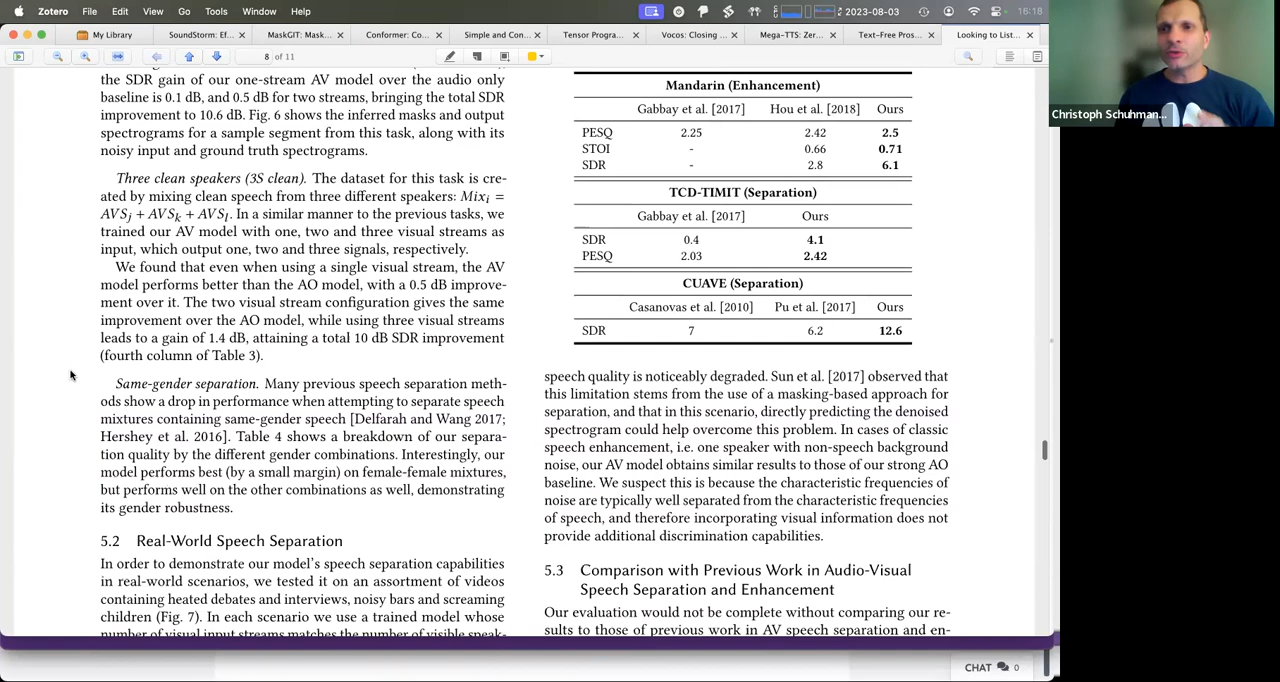 Zotero File Edit View Go Tools Window Help
2023-08-03 16:18
My Library
SoundStorm: Ef...
MaskGIT: Mask...
Conformer: Co...
Simple and Con...
Tensor Progra...
Vocos: Closing ...
Mega-TTS: Zer...
Text-Free Pros...
Looking to List...
8 of 11
the SDR gain of our one-stream AV model over the audio only
baseline is 0.1 dB, and 0.5 dB for two streams, bringing the total SDR
improvement to 10.6 dB. Fig. 6 shows the inferred masks and output
spectrograms for a sample segment from this task, along with its
noisy input and ground truth spectrograms.
Three clean speakers (3S clean). The dataset for this task is cre-
ated by mixing clean speech from three different speakers: Mixᵢ =
AVSⱼ + AVSₖ + AVSₗ. In a similar manner to the previous tasks, we
trained our AV model with one, two and three visual streams as
input, which output one, two and three signals, respectively.
We found that even when using a single visual stream, the AV
model performs better than the AO model, with a 0.5 dB improve-
ment over it. The two visual stream configuration gives the same
improvement over the AO model, while using three visual streams
leads to a gain of 1.4 dB, attaining a total 10 dB SDR improvement
(fourth column of Table 3).
Same-gender separation. Many previous speech separation meth-
ods show a drop in performance when attempting to separate speech
mixtures containing same-gender speech [Delfarah and Wang 2017;
Hershey et al. 2016]. Table 4 shows a breakdown of our separa-
tion quality by the different gender combinations. Interestingly, our
model performs best (by a small margin) on female-female mixtures,
but performs well on the other combinations as well, demonstrating
its gender robustness.
5.2 Real-World Speech Separation
In order to demonstrate our model's speech separation capabilities
in real-world scenarios, we tested it on an assortment of videos
containing heated debates and interviews, noisy bars and screaming
children (Fig. 7). In each scenario we use a trained model whose
number of visual input streams matches the number of visible speak-
Mandarin (Enhancement)
Gabbay et al. [2017] Hou et al. [2018] Ours
PESQ 2.25 2.42 2.5
STOI - 0.66 0.71
SDR - 2.8 6.1
TCD-TIMIT (Separation)
Gabbay et al. [2017] Ours
SDR 0.4 4.1
PESQ 2.03 2.42
CUAVE (Separation)
Casanovas et al. [2010] Pu et al. [2017] Ours
SDR 7 6.2 12.6
speech quality is noticeably degraded. Sun et al. [2017] observed that
this limitation stems from the use of a masking-based approach for
separation, and that in this scenario, directly predicting the denoised
spectrogram could help overcome this problem. In cases of classic
speech enhancement, i.e. one speaker with non-speech background
noise, our AV model obtains similar results to those of our strong AO
baseline. We suspect this is because the characteristic frequencies of
noise are typically well separated from the characteristic frequencies
of speech, and therefore incorporating visual information does not
provide additional discrimination capabilities.
5.3 Comparison with Previous Work in Audio-Visual
Speech Separation and Enhancement
Our evaluation would not be complete without comparing our re-
sults to those of previous work in AV speech separation and en-
Christoph Schuhman...
CHAT 0